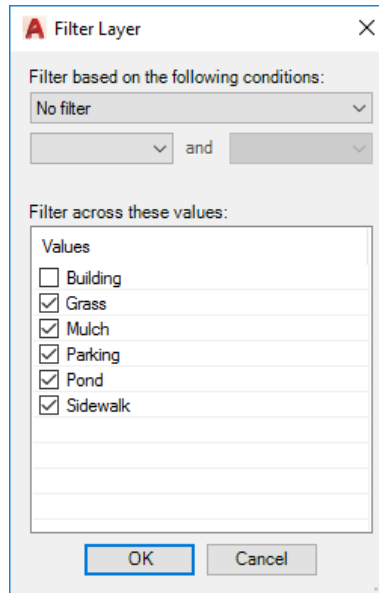 Filter Layer
Filter based on the following conditions:
No filter
and
Filter across these values:
Values
Building
Grass
Mulch
Parking
Pond
Sidewalk
OK Cancel